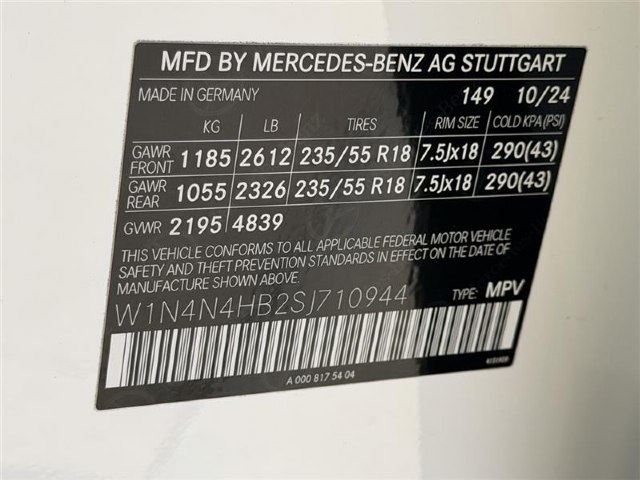 MFD BY MERCEDES-BENZ AG STUTTGART
MADE IN GERMANY 149 10/24
KG LB TIRES RIM SIZE COLD KPA(PSI)
GAWR FRONT 1185 2612 235/55 R18 7.5Jx18 290(43)
GAWR REAR 1055 2326 235/55 R18 7.5Jx18 290(43)
GVWR 2195 4839
THIS VEHICLE CONFORMS TO ALL APPLICABLE FEDERAL MOTOR VEHICLE
SAFETY AND THEFT PREVENTION STANDARDS IN EFFECT ON THE DATE OF
MANUFACTURE SHOWN ABOVE.
W1N4N4HB2SJ710944 TYPE: MPV
A 000 817 54 04